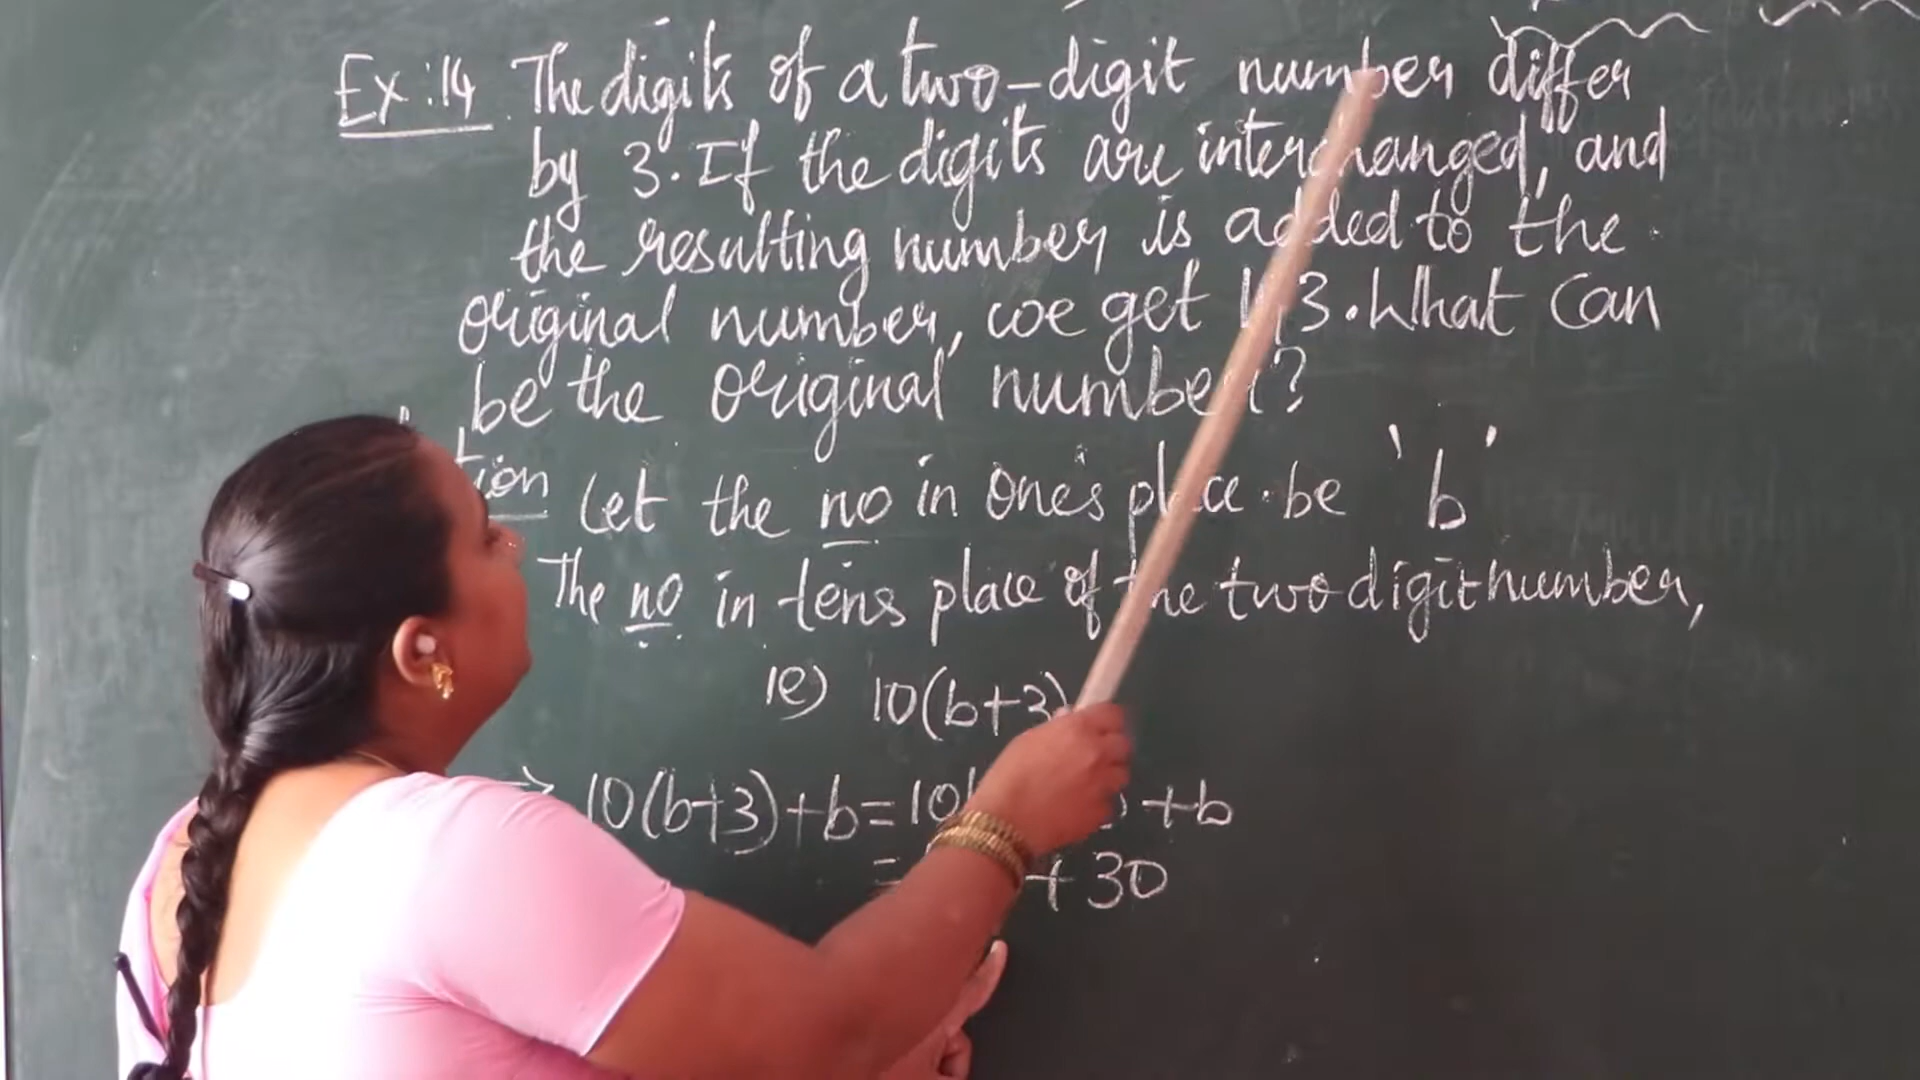 Ex:14 The digits of a two-digit number differ
by 3. If the digits are interchanged, and
the resulting number is added to the
original number, we get 3. What can
be the original number?
Let the no in one's place be 'b'
The no in tens place of the two digit number,
ie) 10(b+3)
10(b+3)+b= +b
= + 30